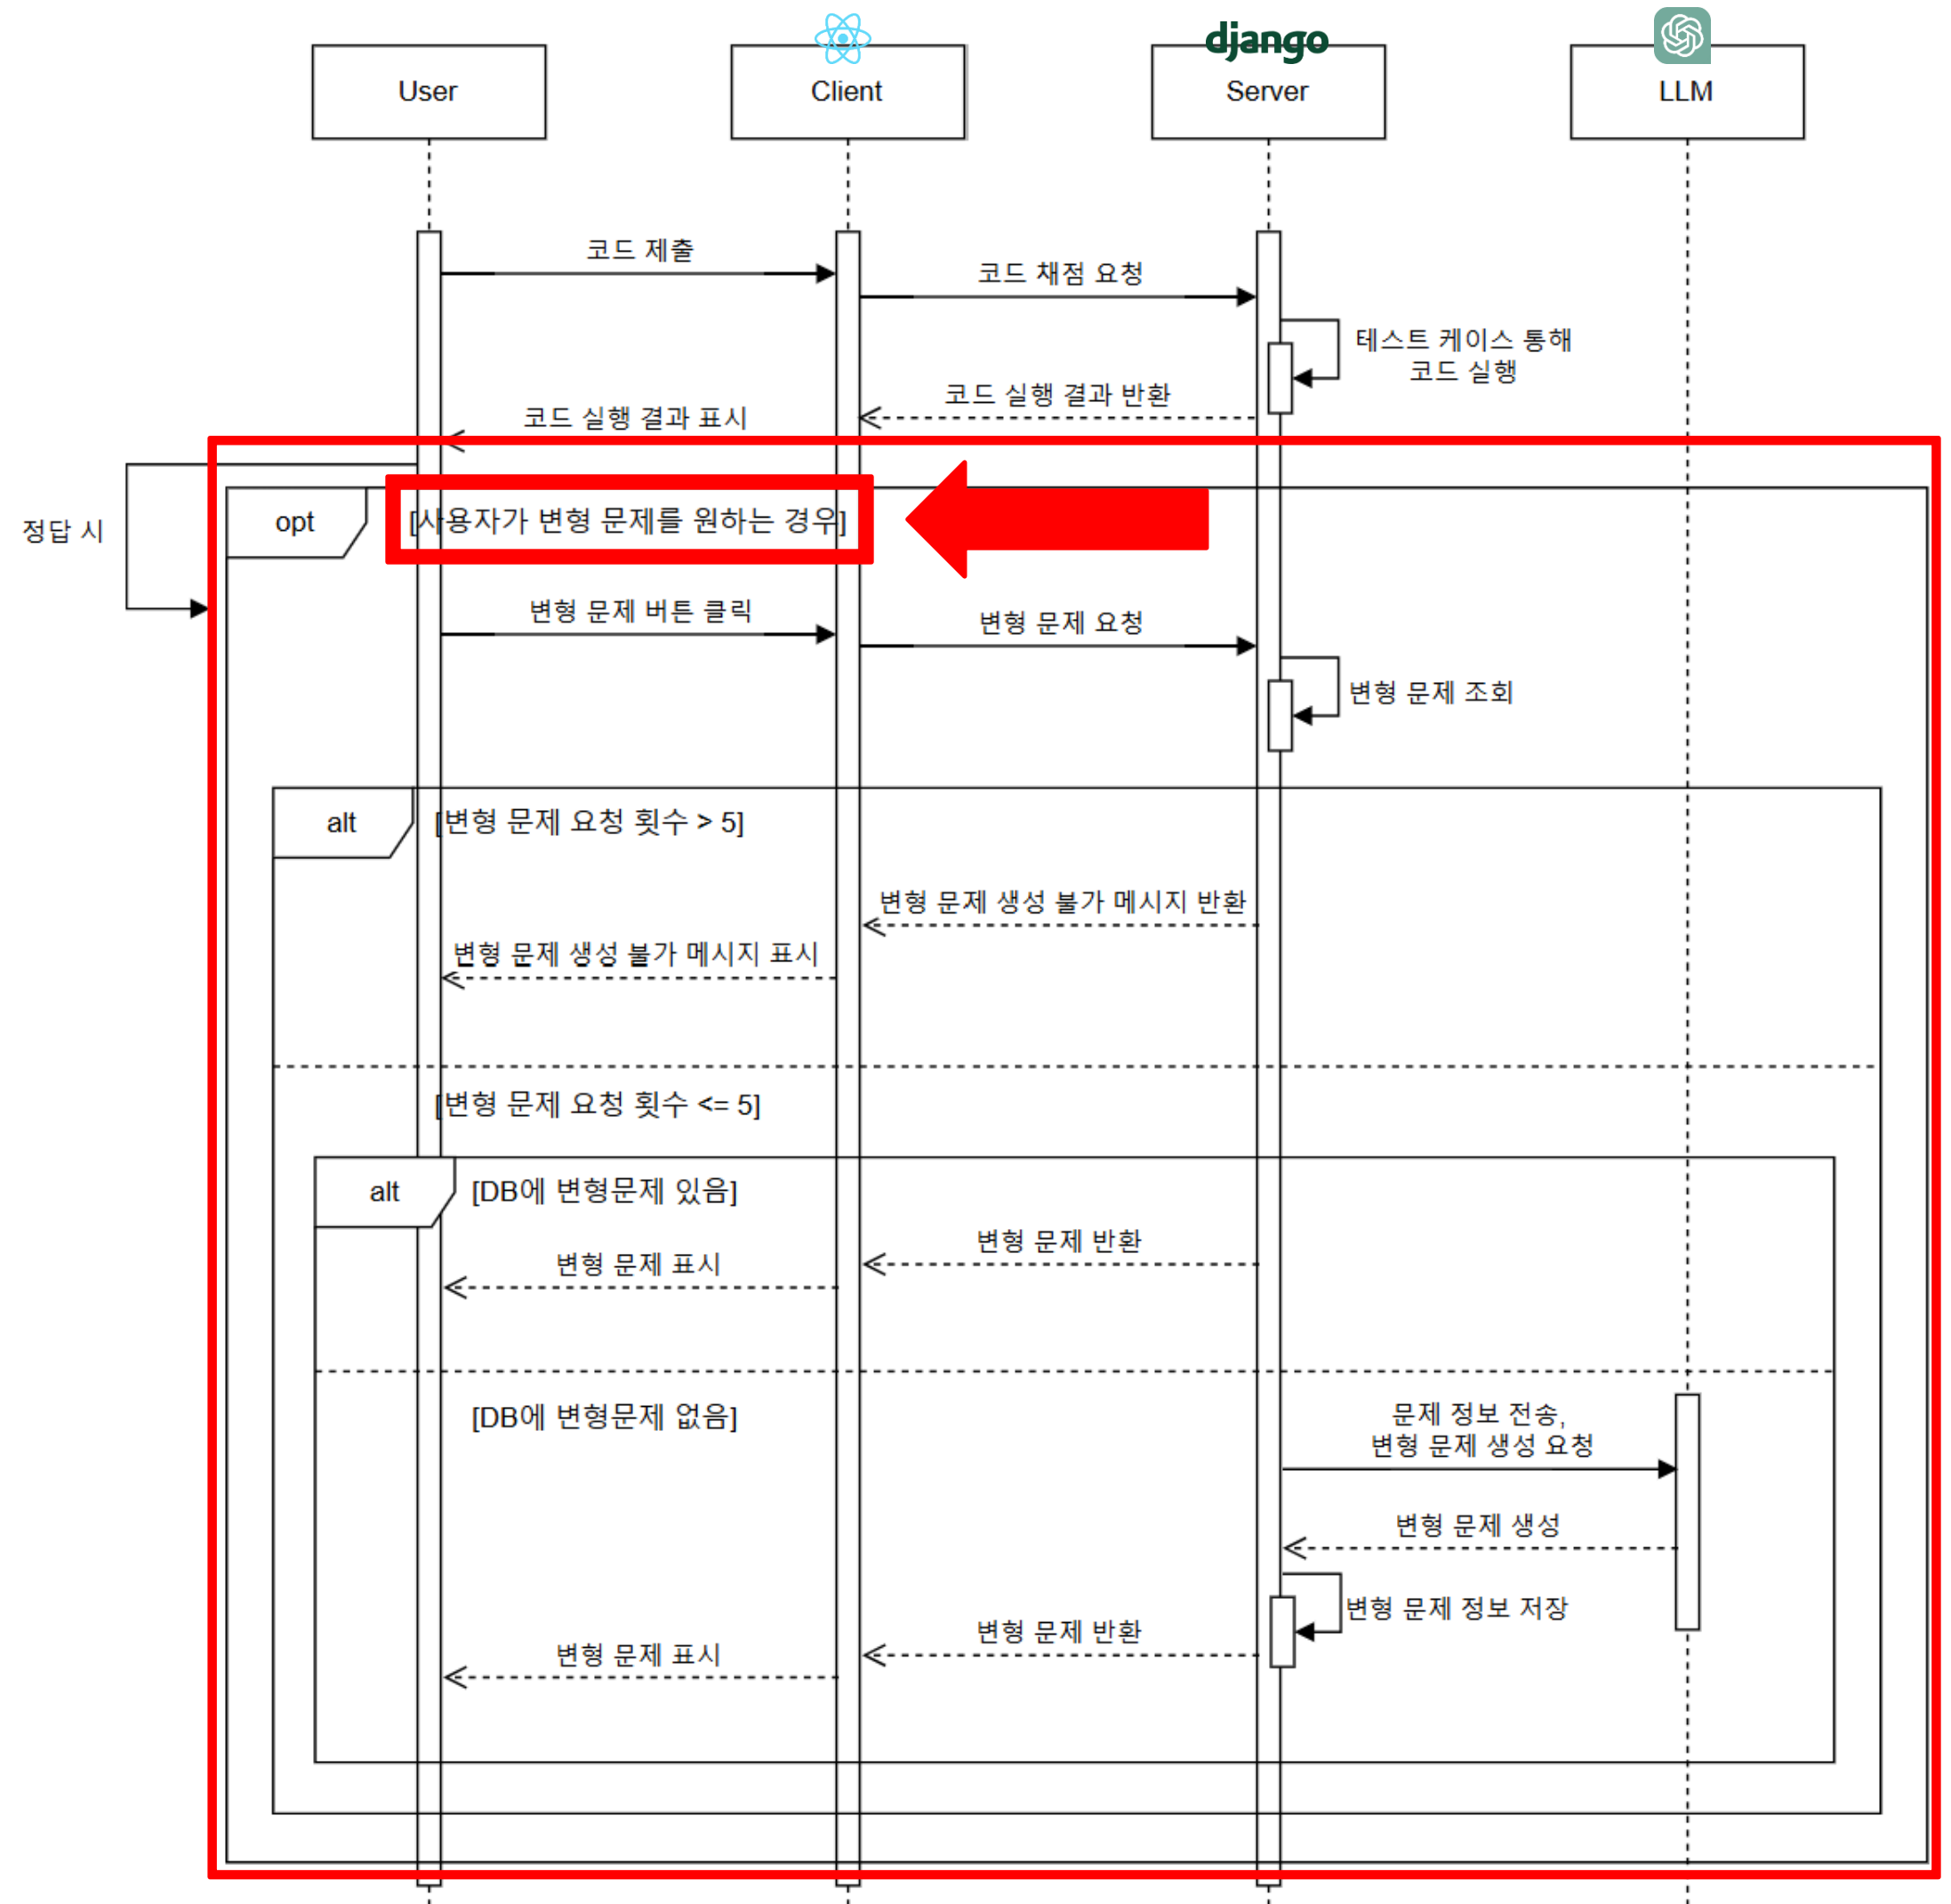 django
User
Client
Server
LLM
코드 제출
코드 채점 요청
테스트 케이스 통해
코드 실행
코드 실행 결과 반환
코드 실행 결과 표시
정답 시
opt
[사용자가 변형 문제를 원하는 경우]
변형 문제 버튼 클릭
변형 문제 요청
변형 문제 조회
alt
[변형 문제 요청 횟수 > 5]
변형 문제 생성 불가 메시지 반환
변형 문제 생성 불가 메시지 표시
[변형 문제 요청 횟수 <= 5]
alt
[DB에 변형문제 있음]
변형 문제 반환
변형 문제 표시
[DB에 변형문제 없음]
문제 정보 전송,
변형 문제 생성 요청
변형 문제 생성
변형 문제 정보 저장
변형 문제 반환
변형 문제 표시